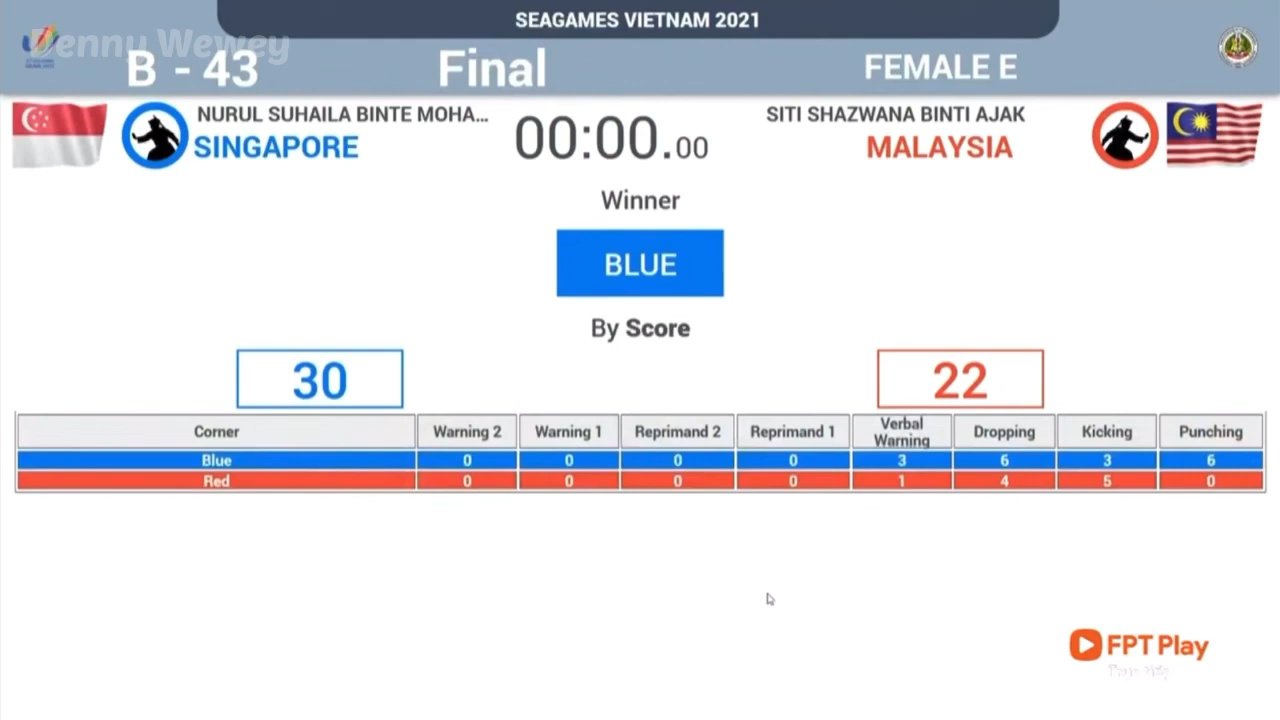 SEAGAMES VIETNAM 2021
Denny Wewey
B - 43 Final FEMALE E
NURUL SUHAILA BINTE MOHA...
SINGAPORE
00:00.00
SITI SHAZWANA BINTI AJAK
MALAYSIA
Winner
BLUE
By Score
30 22
Corner Warning 2 Warning 1 Reprimand 2 Reprimand 1 Verbal Warning Dropping Kicking Punching
Blue 0 0 0 0 3 6 3 6
Red 0 0 0 0 1 4 5 0
FPT Play